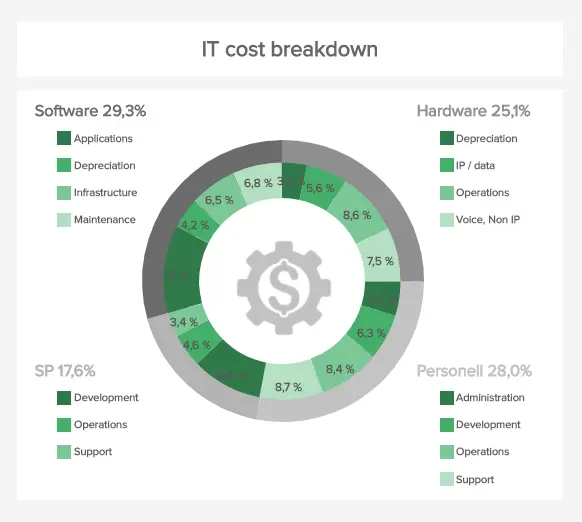 IT cost breakdown
Software 29,3%
Applications
Depreciation
Infrastructure
Maintenance
Hardware 25,1%
Depreciation
IP / data
Operations
Voice, Non IP
6,8 %
5,6 %
6,5 %
8,6 %
4,2 %
7,5 %
$
3,4 %
6,3 %
4,6 %
8,4 %
8,7 %
SP 17,6%
Development
Operations
Support
Personell 28,0%
Administration
Development
Operations
Support